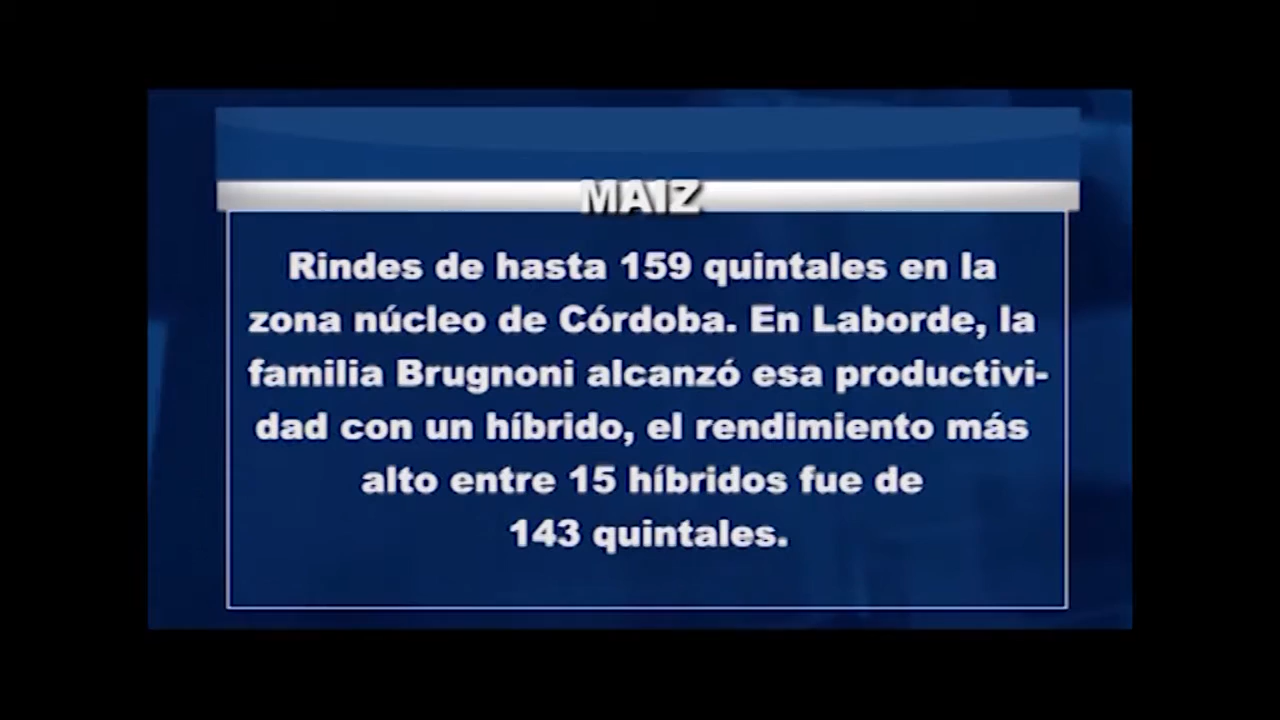 MAIZ
Rindes de hasta 159 quintales en la
zona núcleo de Córdoba. En Laborde, la
familia Brugnoni alcanzó esa productivi-
dad con un híbrido, el rendimiento más
alto entre 15 híbridos fue de
143 quintales.